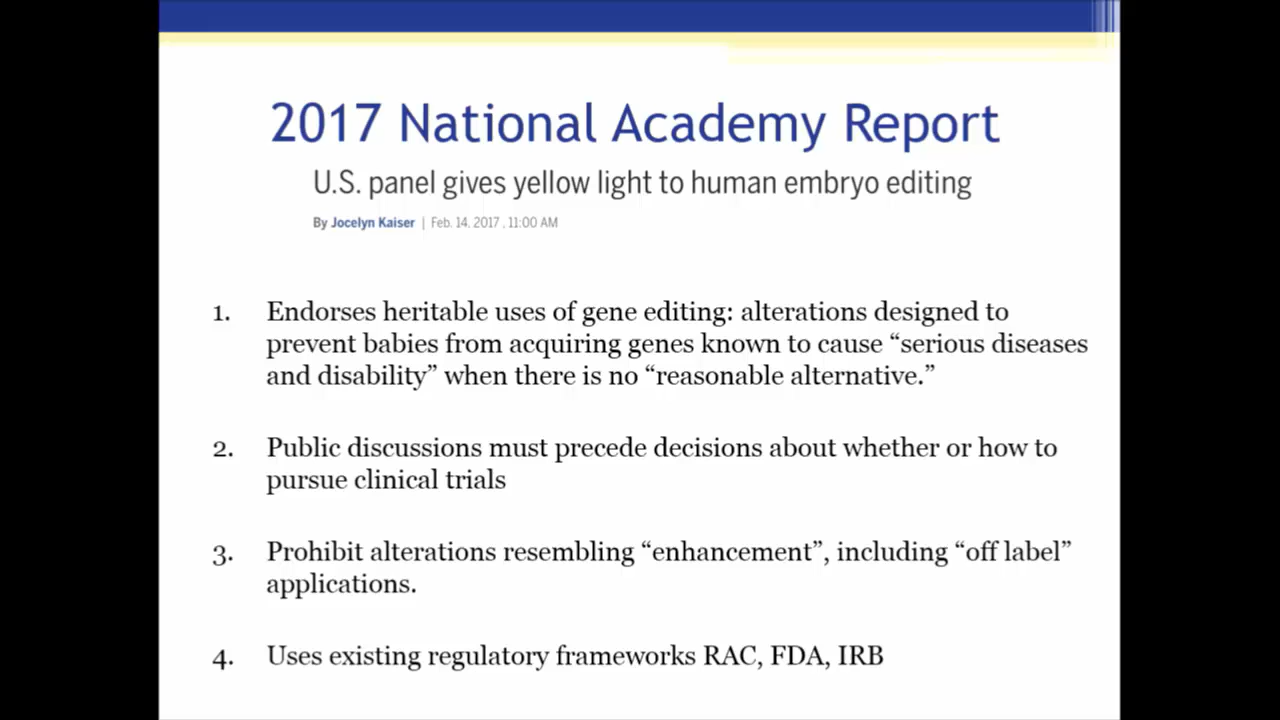 2017 National Academy Report
U.S. panel gives yellow light to human embryo editing
By Jocelyn Kaiser | Feb. 14, 2017 , 11:00 AM
1. Endorses heritable uses of gene editing: alterations designed to
prevent babies from acquiring genes known to cause “serious diseases
and disability” when there is no “reasonable alternative.”
2. Public discussions must precede decisions about whether or how to
pursue clinical trials
3. Prohibit alterations resembling “enhancement”, including “off label”
applications.
4. Uses existing regulatory frameworks RAC, FDA, IRB